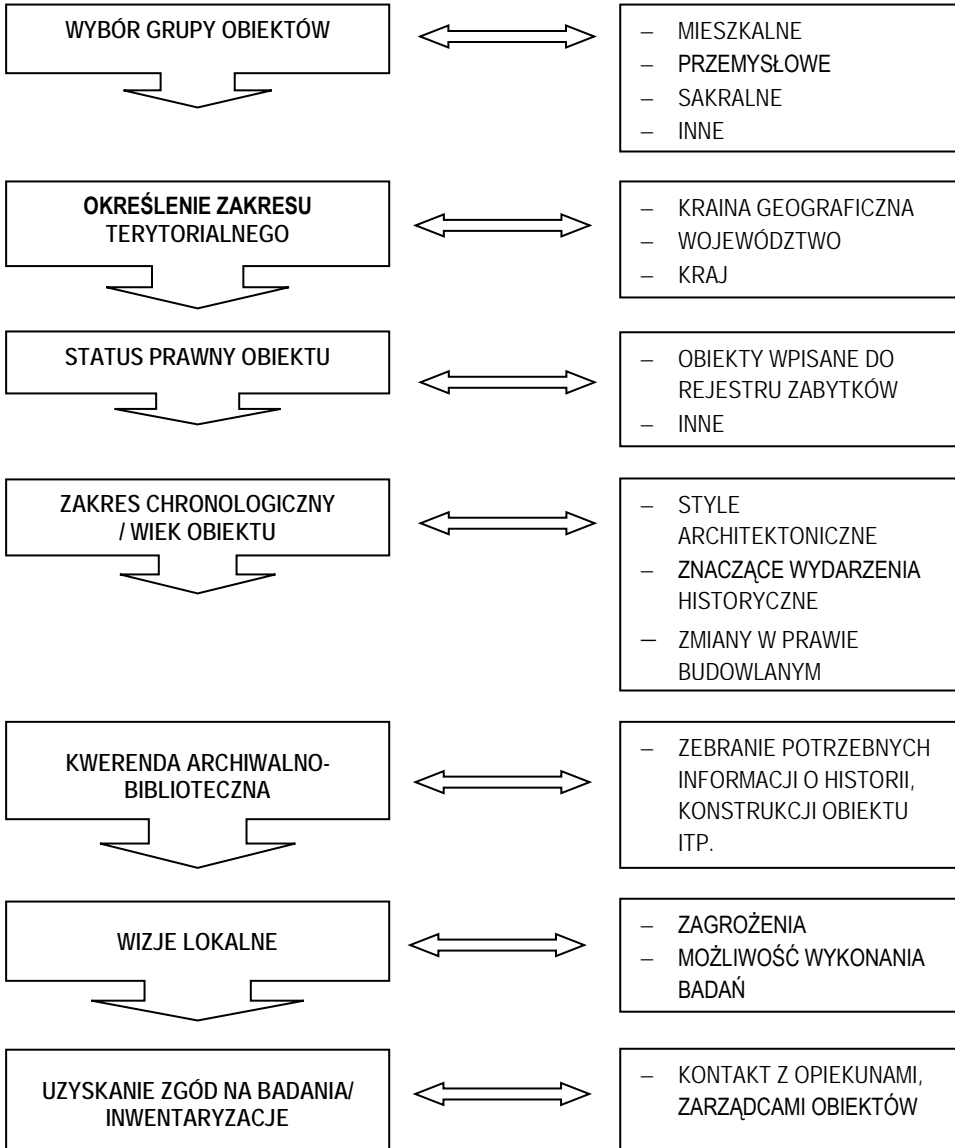 WYBÓR GRUPY OBIEKTÓW
– MIESZKALNE
– PRZEMYSŁOWE
– SAKRALNE
– INNE
OKREŚLENIE ZAKRESU
TERYTORIALNEGO
– KRAINA GEOGRAFICZNA
– WOJEWÓDZTWO
– KRAJ
STATUS PRAWNY OBIEKTU
– OBIEKTY WPISANE DO
REJESTRU ZABYTKÓW
– INNE
ZAKRES CHRONOLOGICZNY
/ WIEK OBIEKTU
– STYLE
ARCHITEKTONICZNE
– ZNACZĄCE WYDARZENIA
HISTORYCZNE
– ZMIANY W PRAWIE
BUDOWLANYM
KWERENDA ARCHIWALNO-
BIBLIOTECZNA
– ZEBRANIE POTRZEBNYCH
INFORMACJI O HISTORII,
KONSTRUKCJI OBIEKTU
ITP.
WIZJE LOKALNE
– ZAGROŻENIA
– MOŻLIWOŚĆ WYKONANIA
BADAŃ
UZYSKANIE ZGÓD NA BADANIA/
INWENTARYZACJE
– KONTAKT Z OPIEKUNAMI,
ZARZĄDCAMI OBIEKTÓW